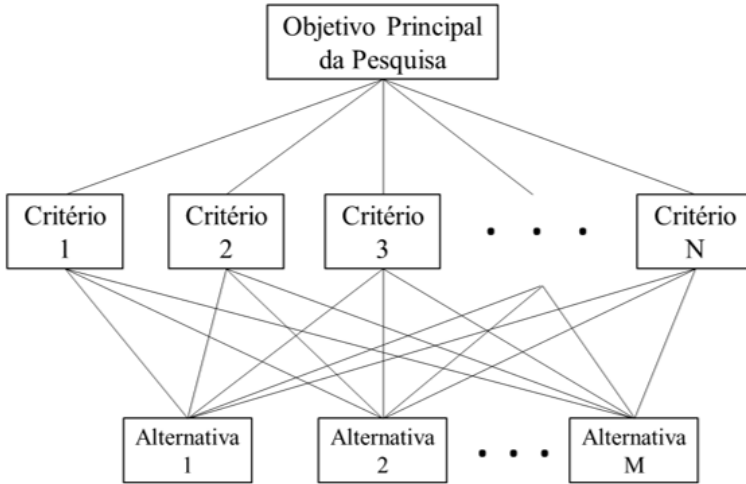 Objetivo Principal
da Pesquisa
Critério
1
Critério
2
Critério
3
. . .
Critério
N
Alternativa
1
Alternativa
2
. . .
Alternativa
M